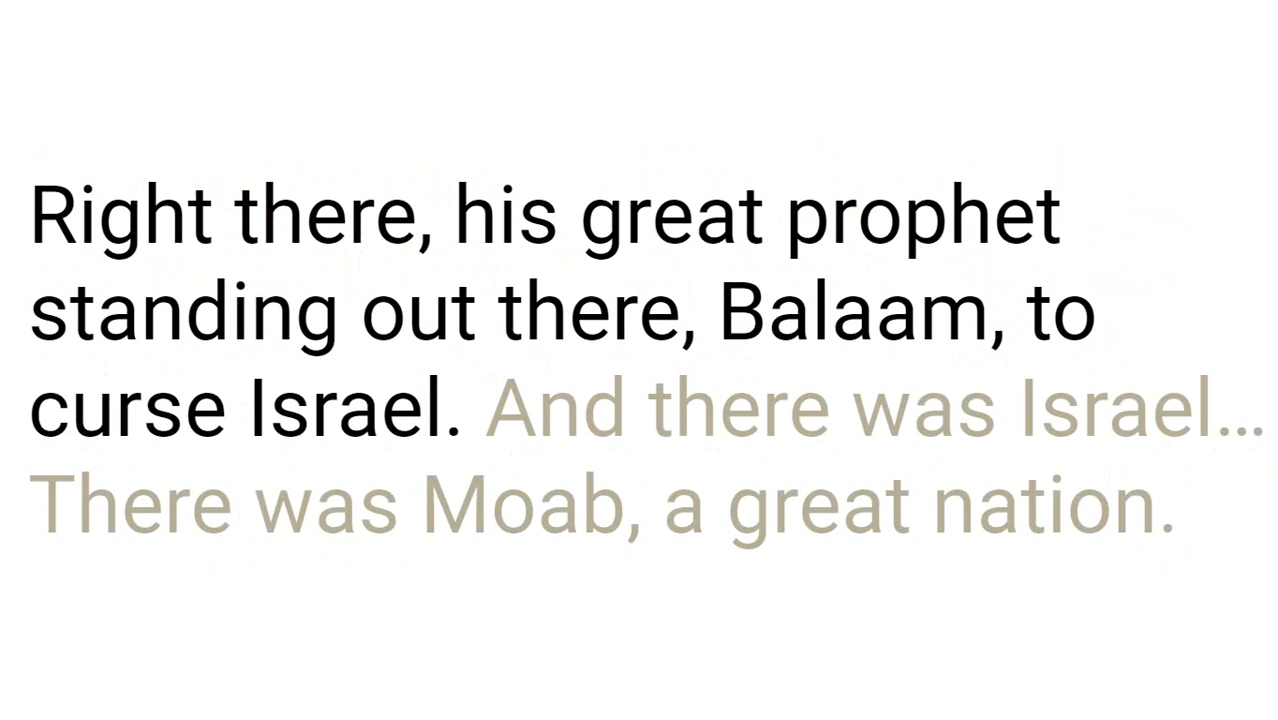 Right there, his great prophet
standing out there, Balaam, to
curse Israel. And there was Israel…
There was Moab, a great nation.